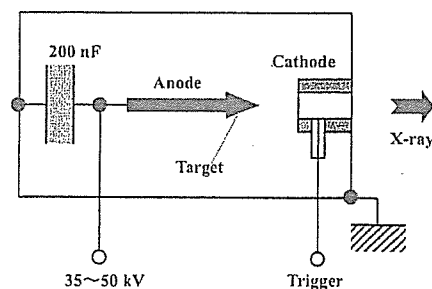 200 nF
Anode
Cathode
Target
X-ray
35～50 kV
Trigger